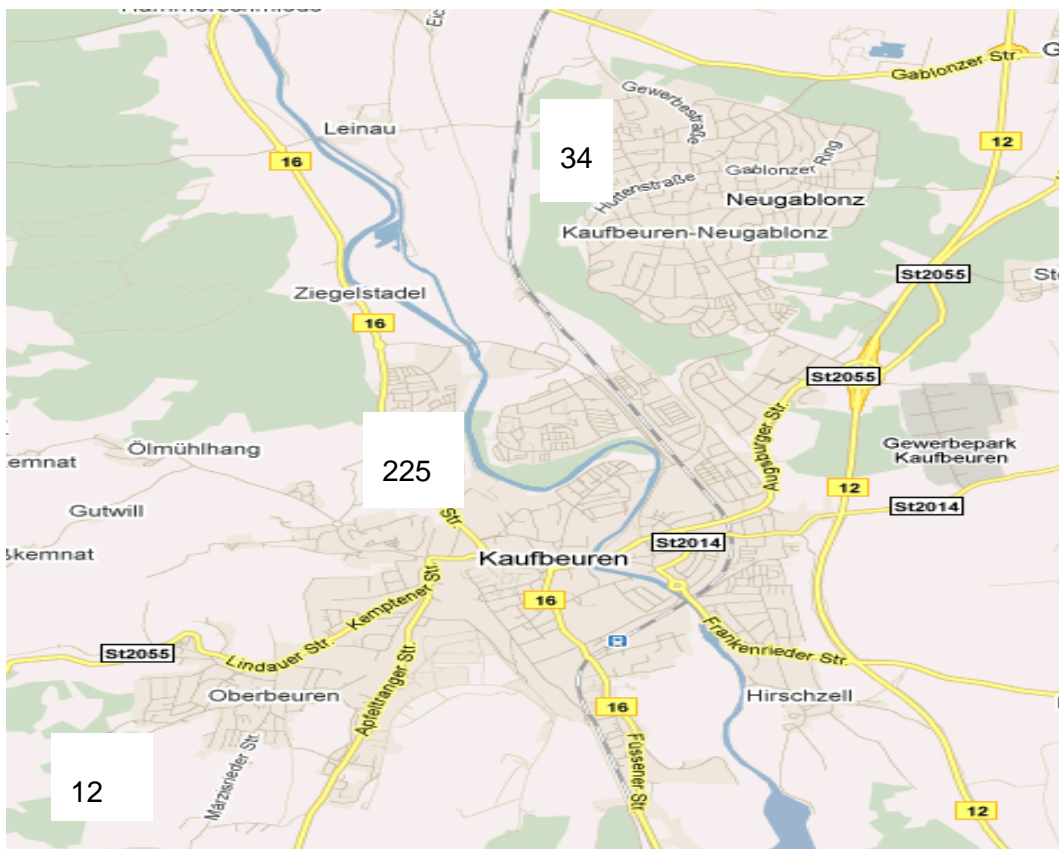 Hammerschmiede
Gablonzer Str.
Gewerbestraße
Leinau
12
16
34
Gablonzer Ring
Hüttenstraße
Neugablonz
Kaufbeuren-Neugablonz
St2055
Ziegelstadel
16
St2055
Augsburger Str.
Ölmühlhang
Gewerbepark
Kaufbeuren
225
12
St2014
Gutwill
Str.
St2014
Kaufbeuren
Kemptener Str.
16
St2055
Lindauer Str.
Frankenrieder Str.
Oberbeuren
Apfeltranger Str.
Hirschzell
16
Füssener Str
Märzisrieder Str.
12
12